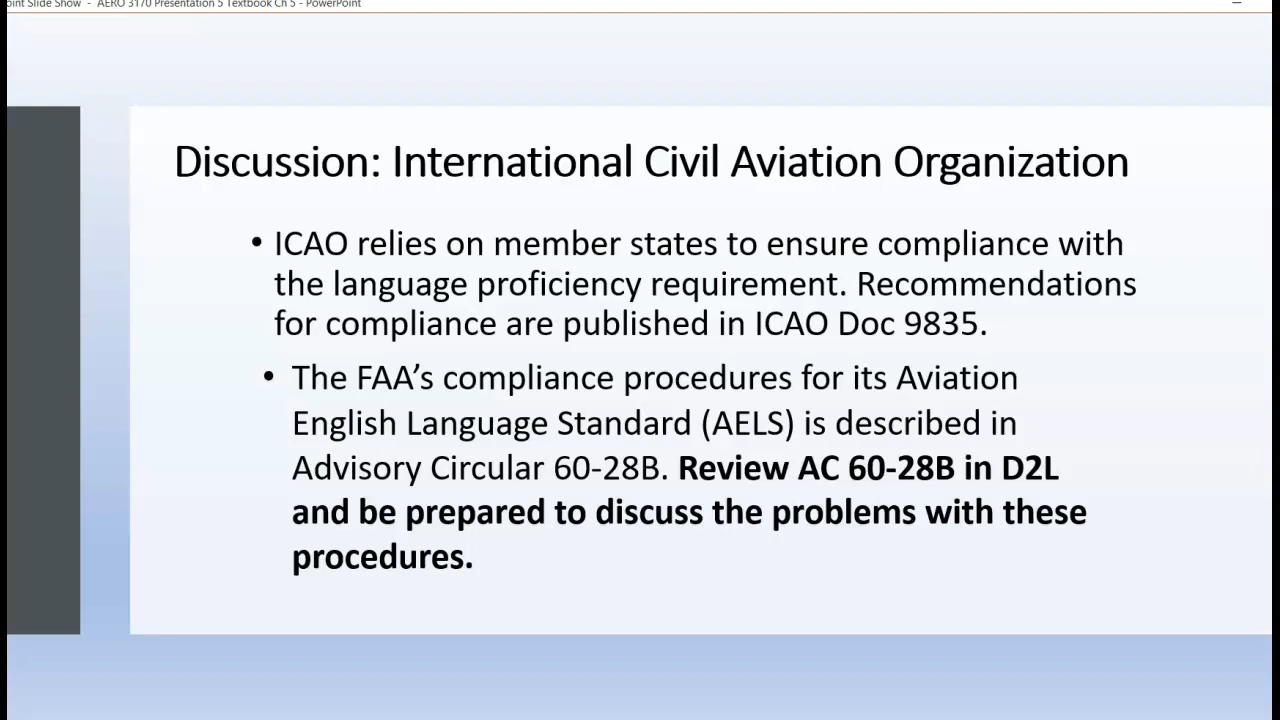 oint Slide Show - AERO 3170 Presentation 5 Textbook Ch 5 - PowerPoint
Discussion: International Civil Aviation Organization
• ICAO relies on member states to ensure compliance with
the language proficiency requirement. Recommendations
for compliance are published in ICAO Doc 9835.
• The FAA’s compliance procedures for its Aviation
English Language Standard (AELS) is described in
Advisory Circular 60-28B. Review AC 60-28B in D2L
and be prepared to discuss the problems with these
procedures.